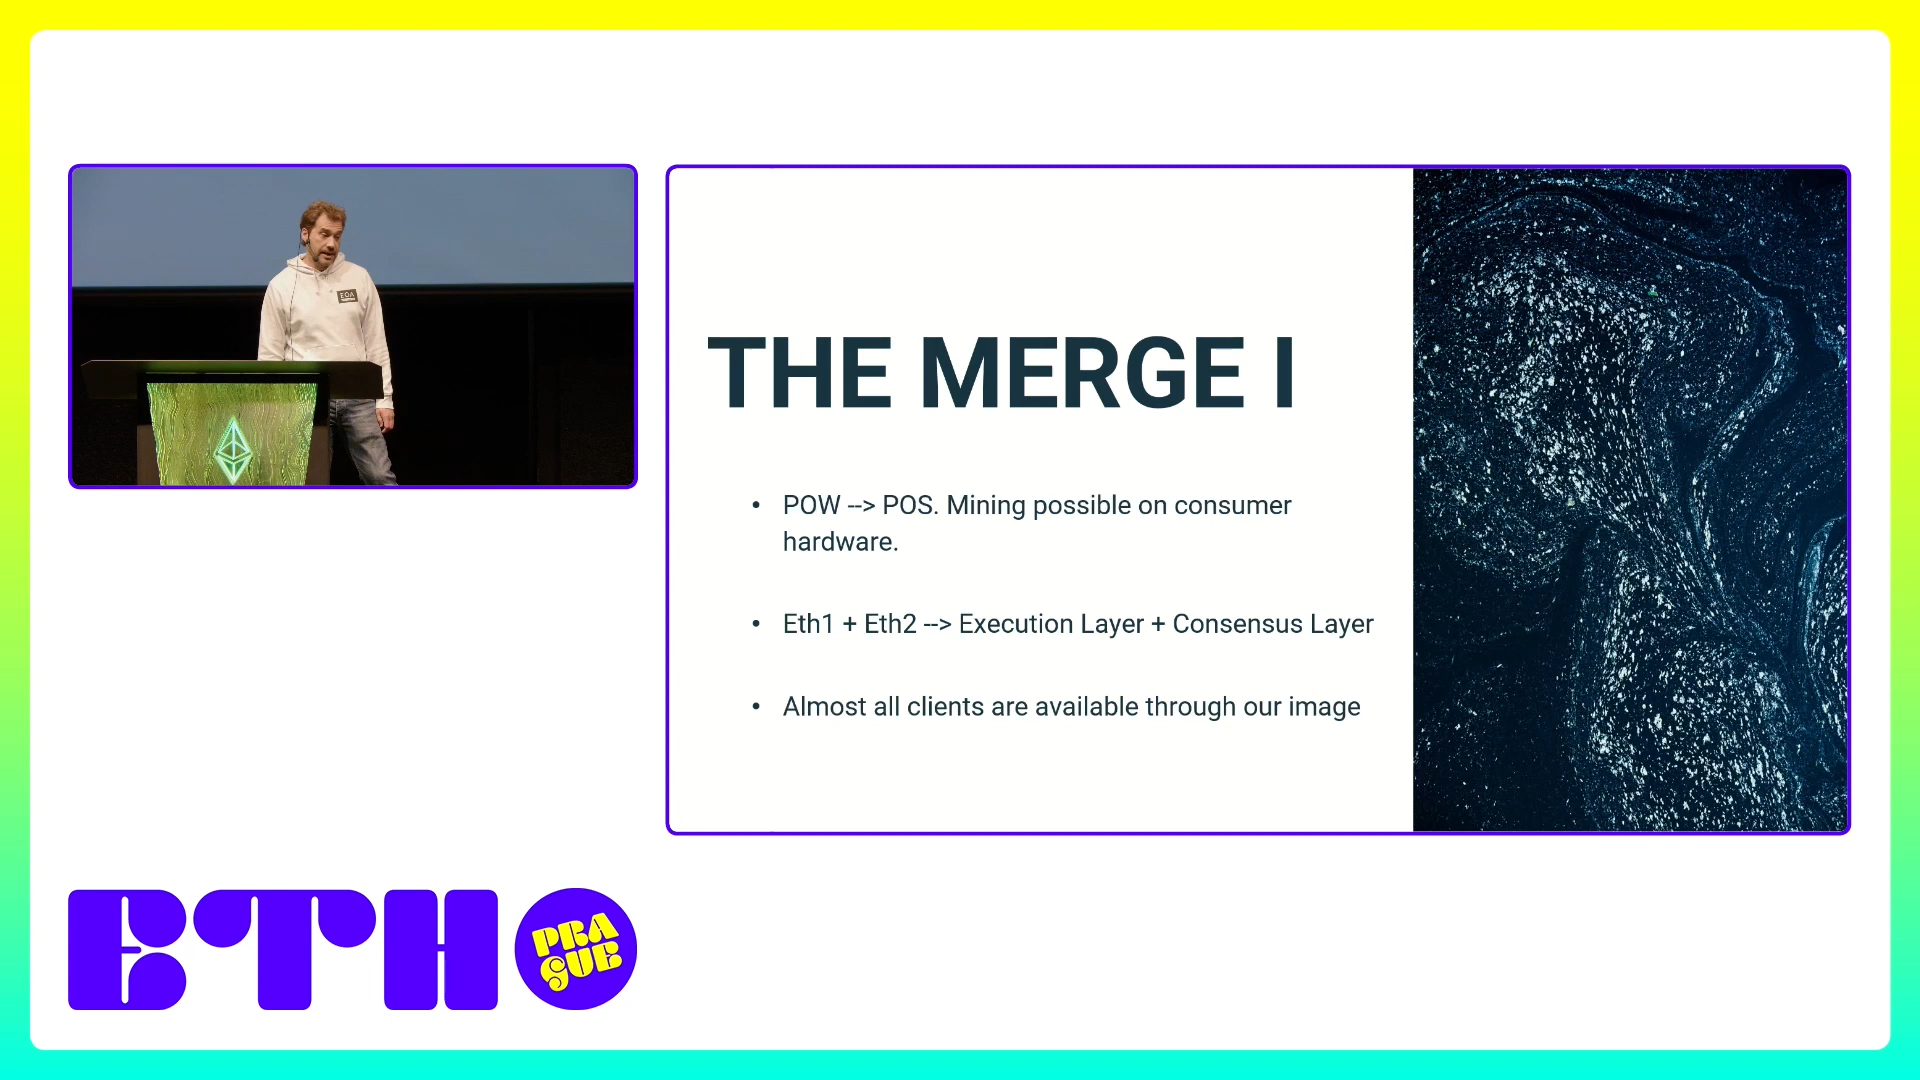 EOA
THE MERGE I
• POW --> POS. Mining possible on consumer
hardware.
• Eth1 + Eth2 --> Execution Layer + Consensus Layer
• Almost all clients are available through our image
ETH
PRA
GUE